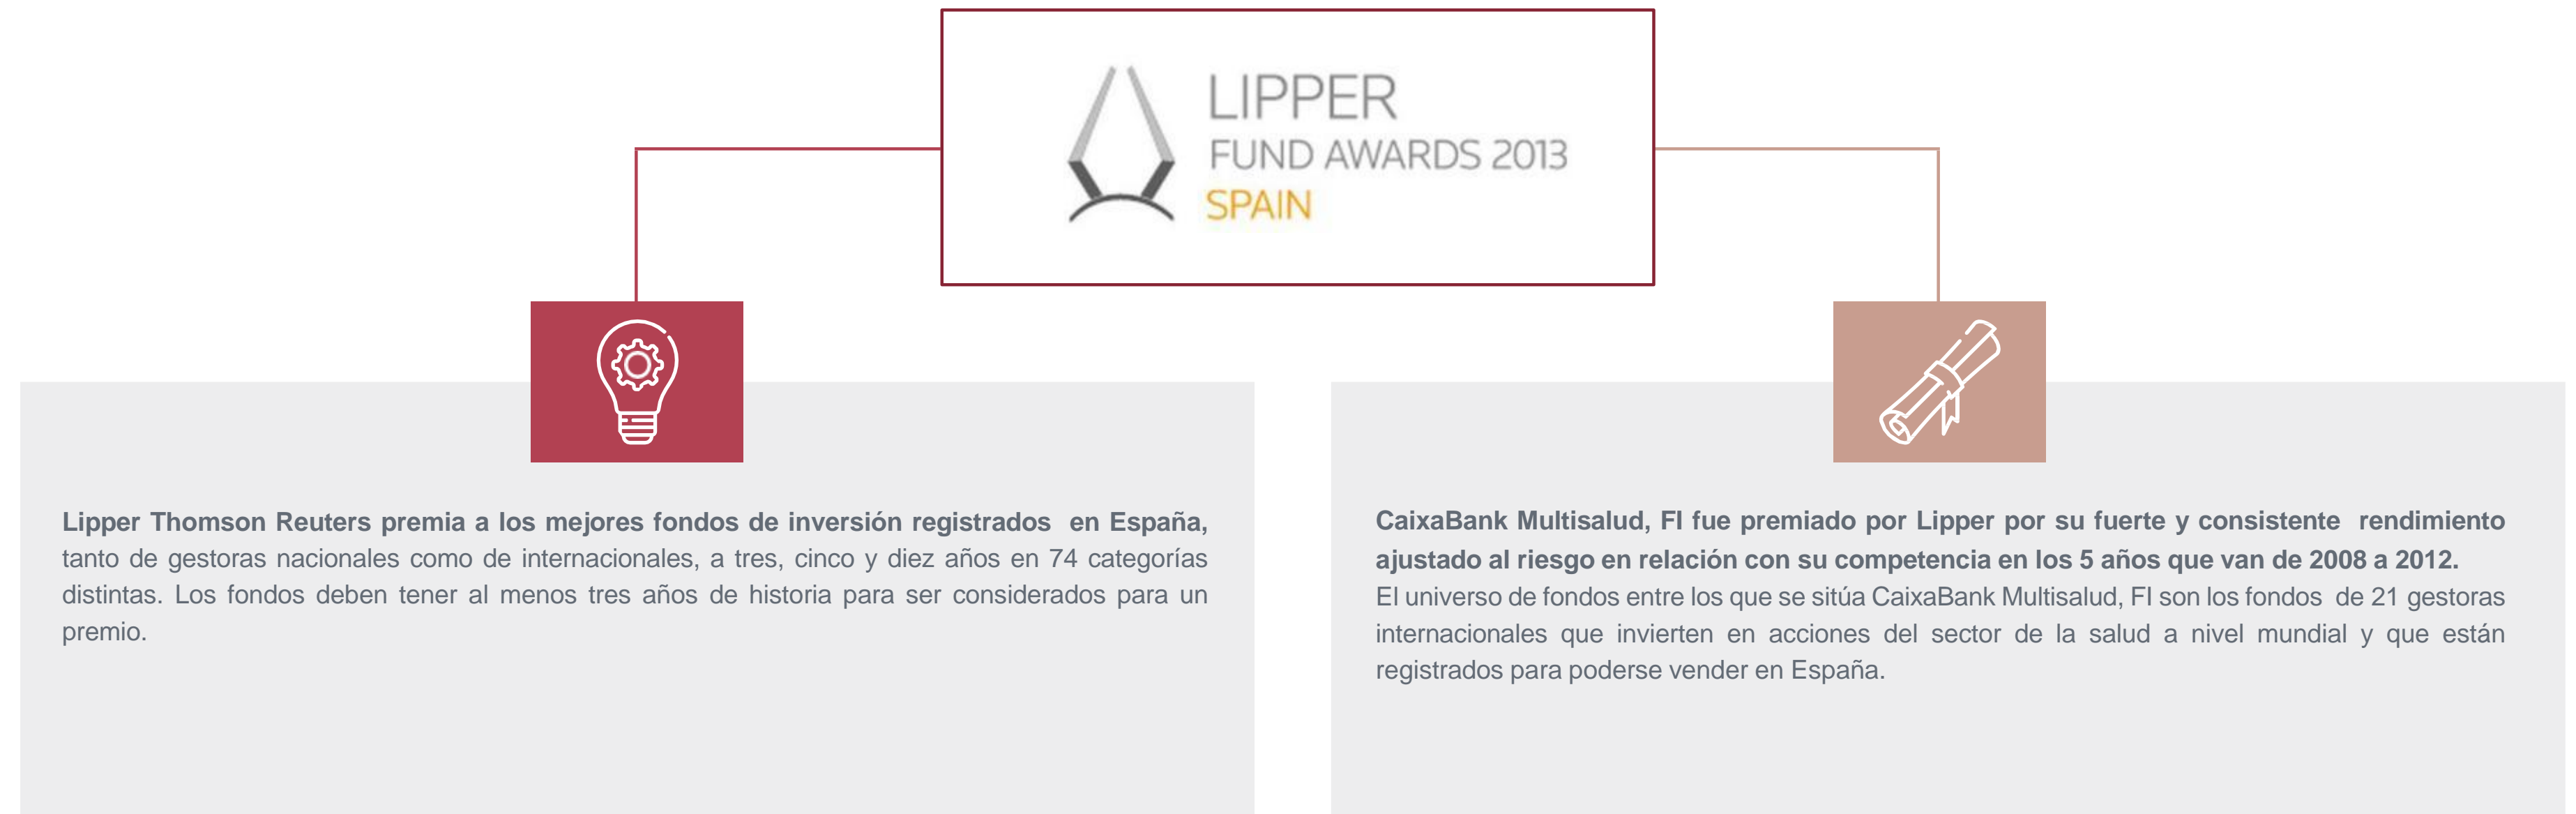 LIPPER
FUND AWARDS 2013
SPAIN
Lipper Thomson Reuters premia a los mejores fondos de inversión registrados en España,
tanto de gestoras nacionales como de internacionales, a tres, cinco y diez años en 74 categorías
distintas. Los fondos deben tener al menos tres años de historia para ser considerados para un
premio.
CaixaBank Multisalud, FI fue premiado por Lipper por su fuerte y consistente rendimiento
ajustado al riesgo en relación con su competencia en los 5 años que van de 2008 a 2012.
El universo de fondos entre los que se sitúa CaixaBank Multisalud, FI son los fondos de 21 gestoras
internacionales que invierten en acciones del sector de la salud a nivel mundial y que están
registrados para poderse vender en España.